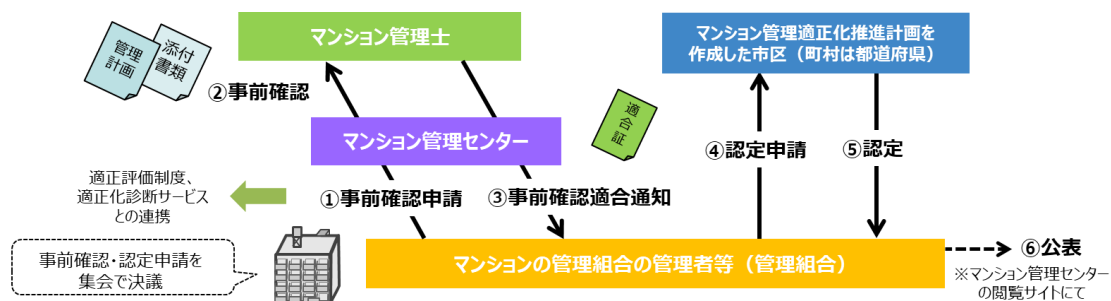 マンション管理士
マンション管理適正化推進計画を
作成した市区（町村は都道府県）
管理
計画
添付
書類
②事前確認
適合証
マンション管理センター
④認定申請
⑤認定
適正評価制度、
適正化診断サービス
との連携
①事前確認申請
③事前確認適合通知
事前確認・認定申請を
集会で決議
マンションの管理組合の管理者等（管理組合）
⑥公表
※マンション管理センター
の閲覧サイトにて